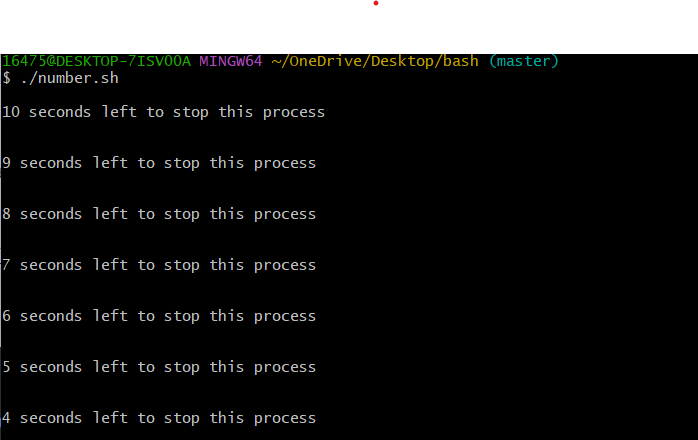 16475@DESKTOP-7ISVOOA MINGW64 ~/OneDrive/Desktop/bash (master)
$ ./number.sh
10 seconds left to stop this process
9 seconds left to stop this process
8 seconds left to stop this process
7 seconds left to stop this process
6 seconds left to stop this process
5 seconds left to stop this process
4 seconds left to stop this process